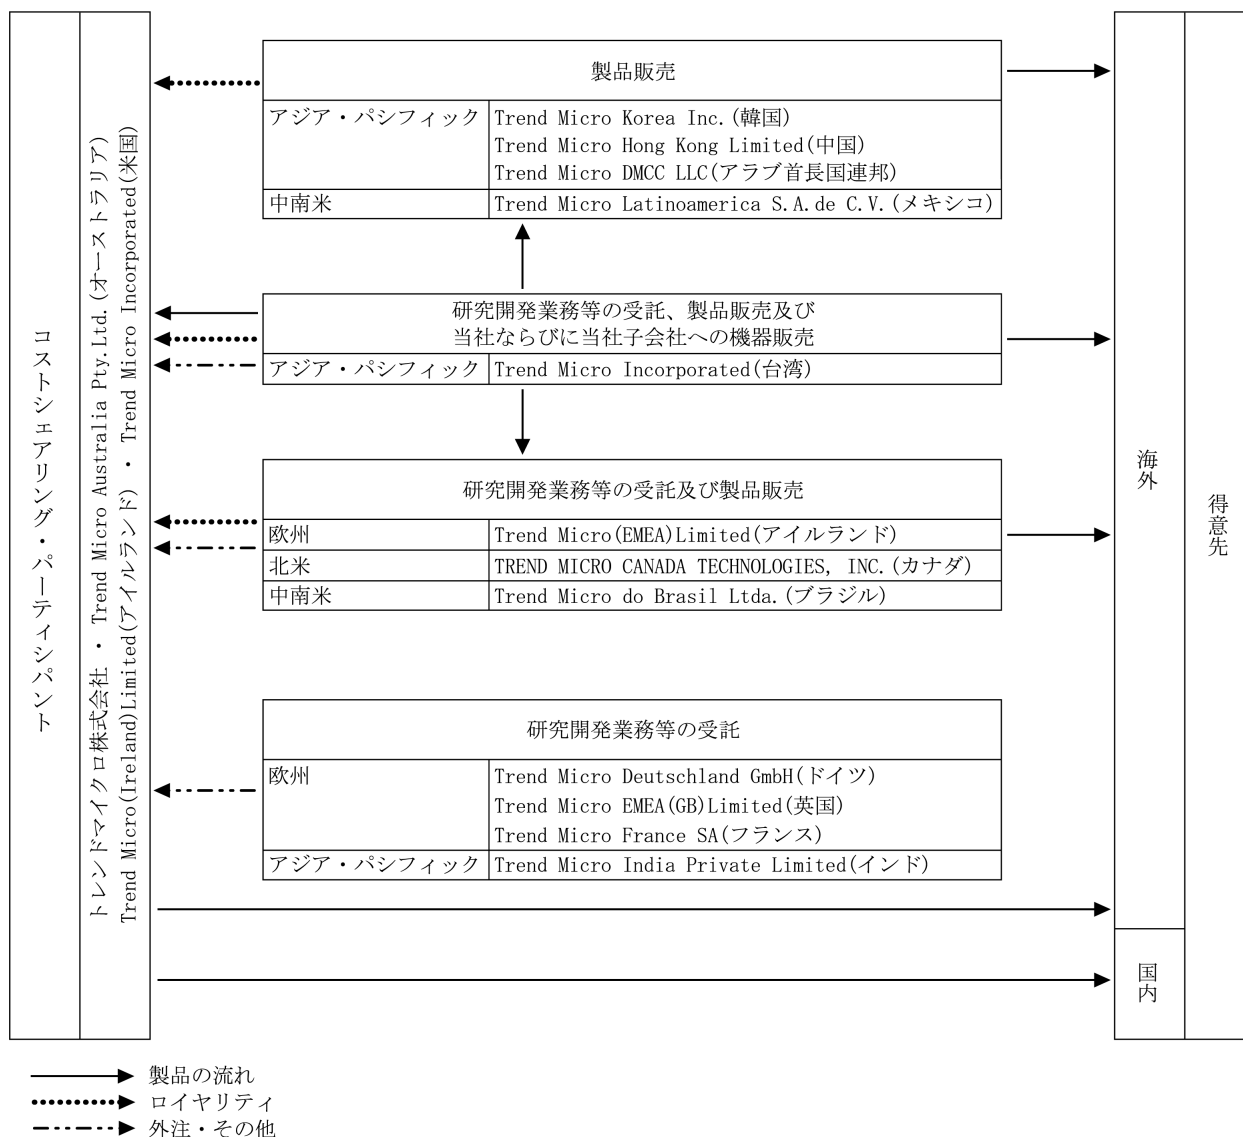 コストシェアリング・パーティシパント
トレンドマイクロ株式会社 ・ Trend Micro Australia Pty.Ltd.(オーストラリア)
Trend Micro(Ireland)Limited(アイルランド) ・ Trend Micro Incorporated(米国)
製品販売
アジア・パシフィック Trend Micro Korea Inc.(韓国)
Trend Micro Hong Kong Limited(中国)
Trend Micro DMCC LLC(アラブ首長国連邦)
中南米 Trend Micro Latinoamerica S.A.de C.V.(メキシコ)
研究開発業務等の受託、製品販売及び
当社ならびに当社子会社への機器販売
アジア・パシフィック Trend Micro Incorporated(台湾)
研究開発業務等の受託及び製品販売
欧州 Trend Micro(EMEA)Limited(アイルランド)
北米 TREND MICRO CANADA TECHNOLOGIES, INC.(カナダ)
中南米 Trend Micro do Brasil Ltda.(ブラジル)
研究開発業務等の受託
欧州 Trend Micro Deutschland GmbH(ドイツ)
Trend Micro EMEA(GB)Limited(英国)
Trend Micro France SA(フランス)
アジア・パシフィック Trend Micro India Private Limited(インド)
海外
国内
得意先
製品の流れ
ロイヤリティ
外注・その他